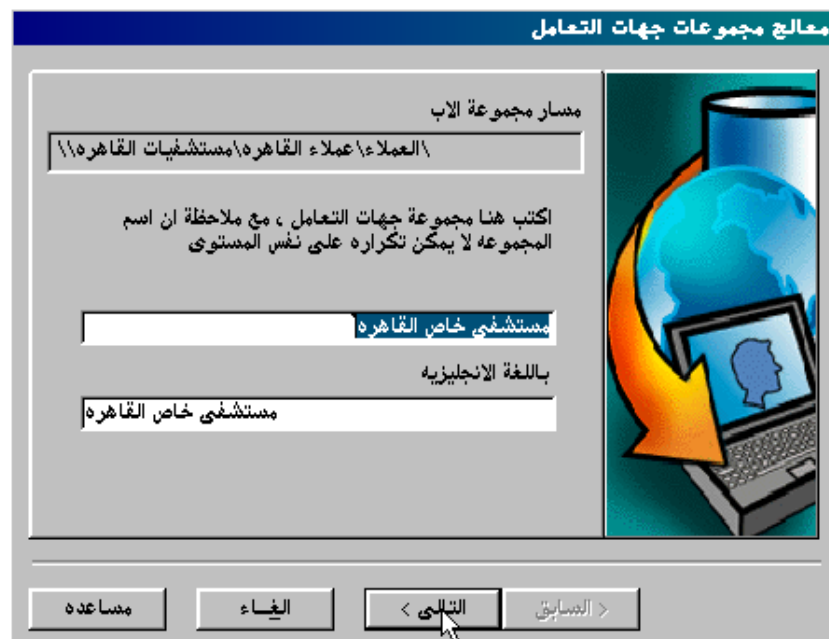 معالج مجموعات جهات التعامل
مسار مجموعة الاب
\العملاء\عملاء القاهره\مستشفيات القاهره\\
اكتب هنا مجموعة جهات التعامل ، مع ملاحظة ان اسم
المجموعه لا يمكن تكراره على نفس المستوى
مستشفى خاص القاهره
باللغة الانجليزيه
مستشفى خاص القاهره
< السابق
التالى >
الغـاء
مساعده